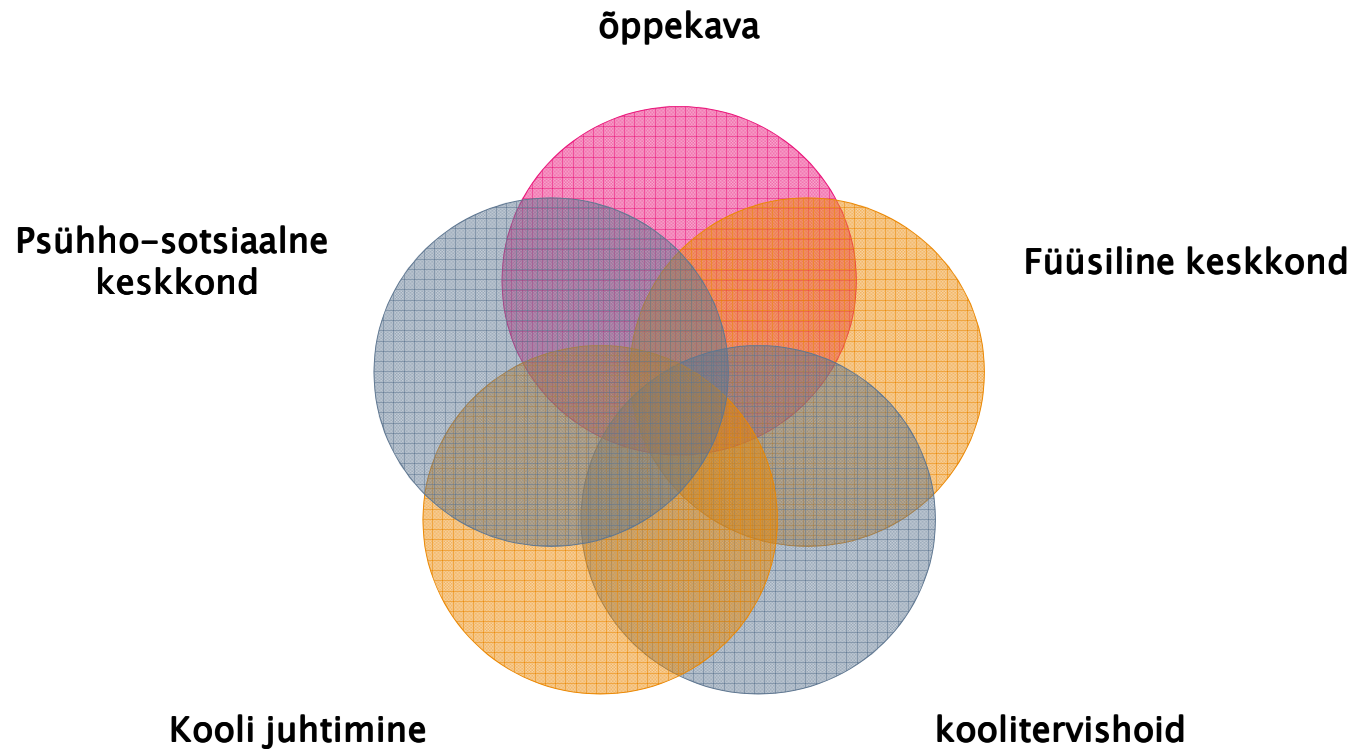 õppekava
Psühho-sotsiaalne
keskkond
Füüsiline keskkond
Kooli juhtimine
koolitervishoid